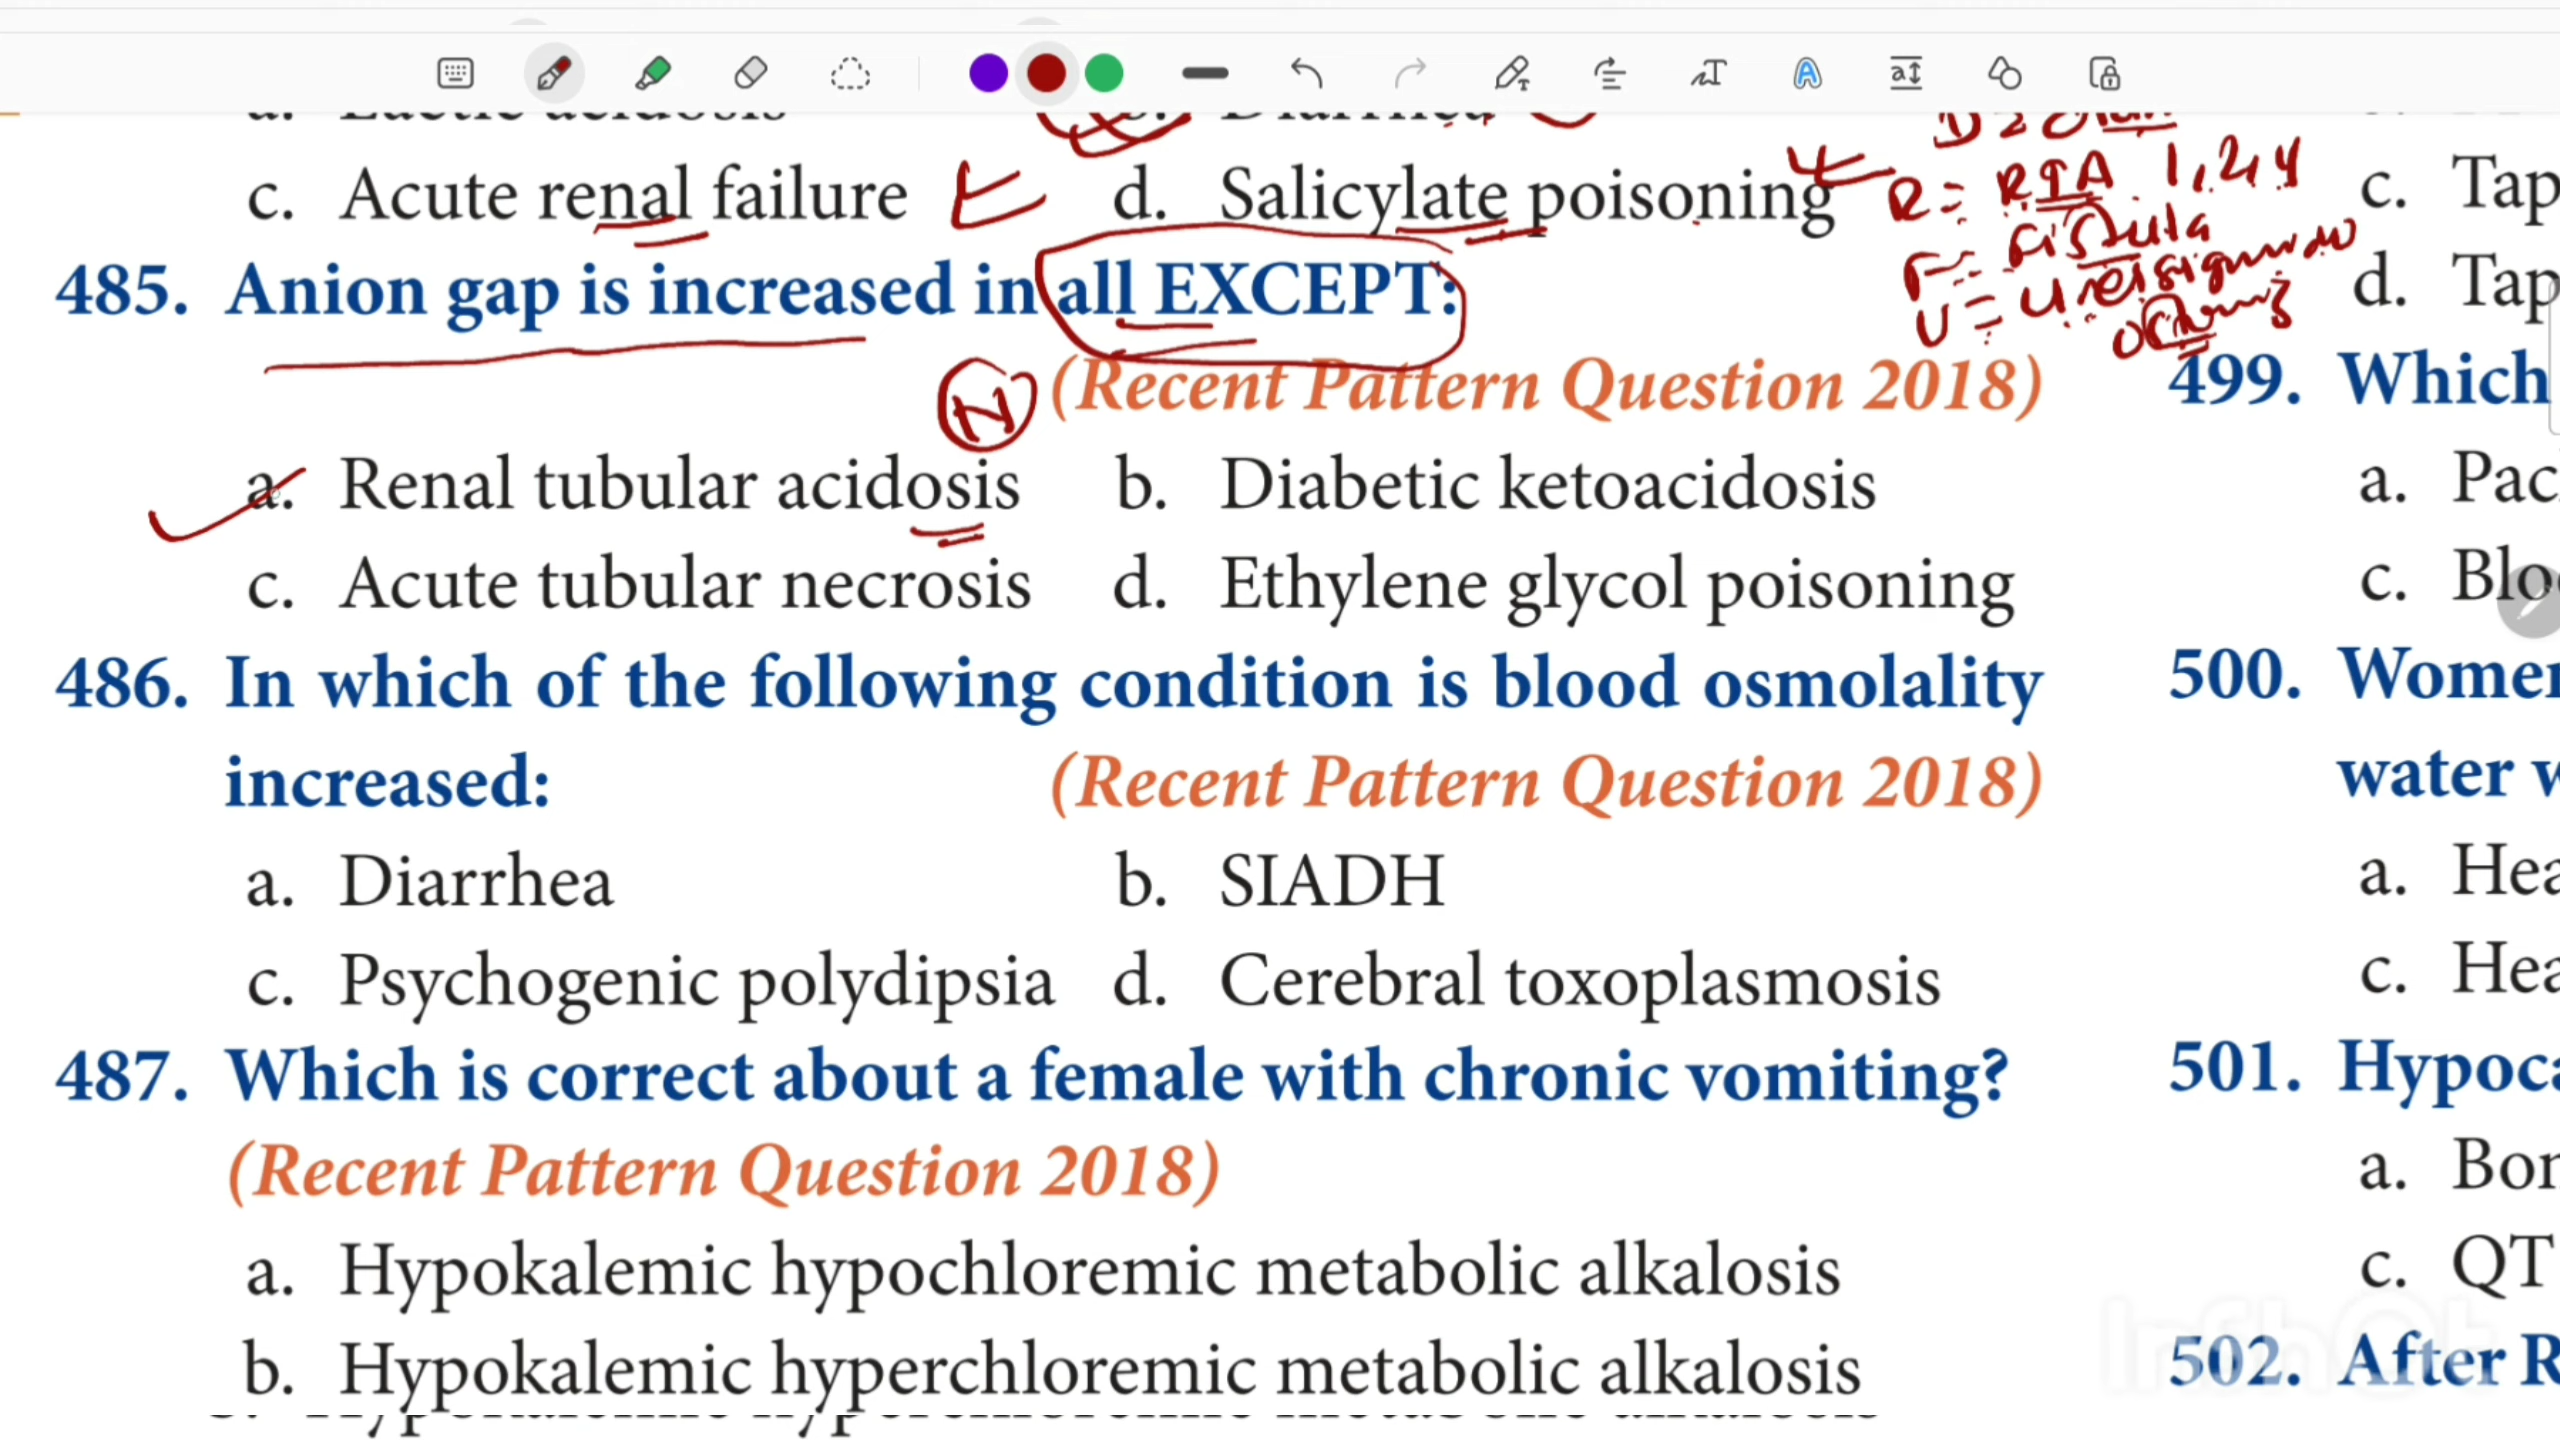 c. Acute renal failure d. Salicylate poisoning
R = RTA 1,2,4
F = fistula
U =
485. Anion gap is increased in all EXCEPT:
N (Recent Pattern Question 2018)
a. Renal tubular acidosis b. Diabetic ketoacidosis
c. Acute tubular necrosis d. Ethylene glycol poisoning
486. In which of the following condition is blood osmolality
increased: (Recent Pattern Question 2018)
a. Diarrhea b. SIADH
c. Psychogenic polydipsia d. Cerebral toxoplasmosis
487. Which is correct about a female with chronic vomiting?
(Recent Pattern Question 2018)
a. Hypokalemic hypochloremic metabolic alkalosis
b. Hypokalemic hyperchloremic metabolic alkalosis
c. Tap
d. Tap
499. Which
a. Pac
c. Blo
500. Women
water w
a. Hea
c. Hea
501. Hypoca
a. Bon
c. QT
502. After R